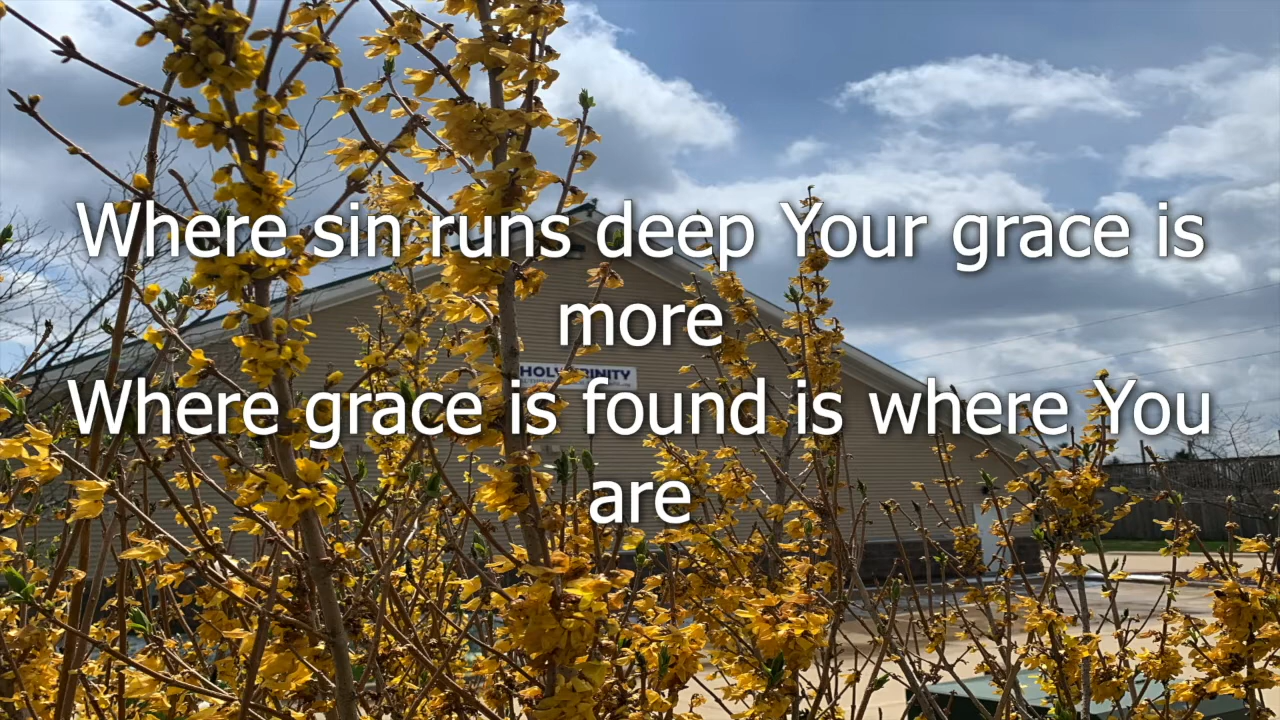 Where sin runs deep Your grace is
more
HOLY TRINITY
Where grace is found is where You
are